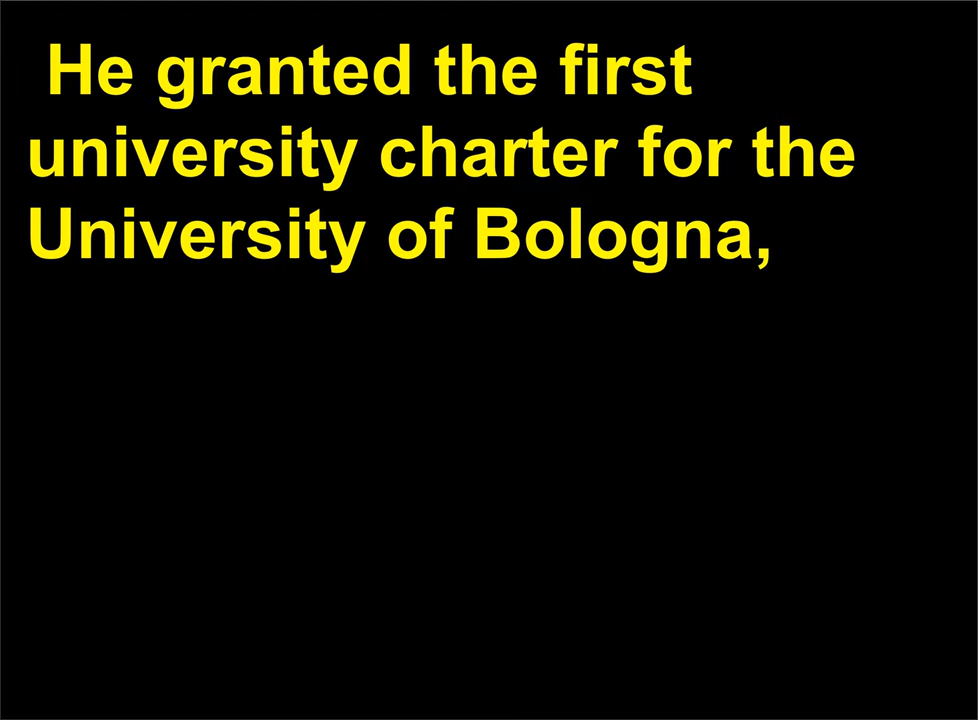 He granted the first
university charter for the
University of Bologna,